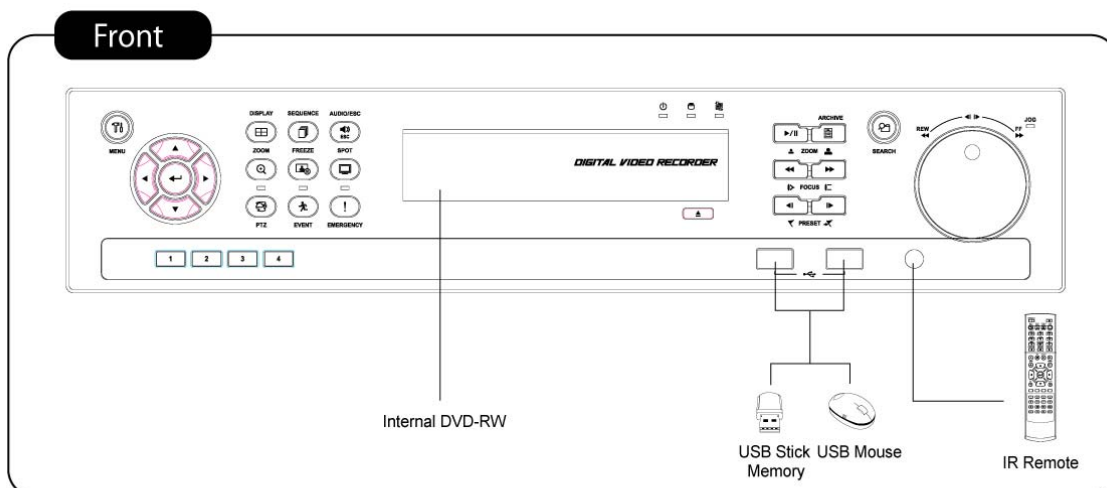 Front
MENU
DISPLAY SEQUENCE AUDIO/ESC
ESC
ZOOM FREEZE SPOT
PTZ EVENT EMERGENCY
DIGITAL VIDEO RECORDER
ARCHIVE
ZOOM
FOCUS
PRESET
SEARCH
REW
FF
JOG
1 2 3 4
Internal DVD-RW
USB Stick
Memory
USB Mouse
IR Remote